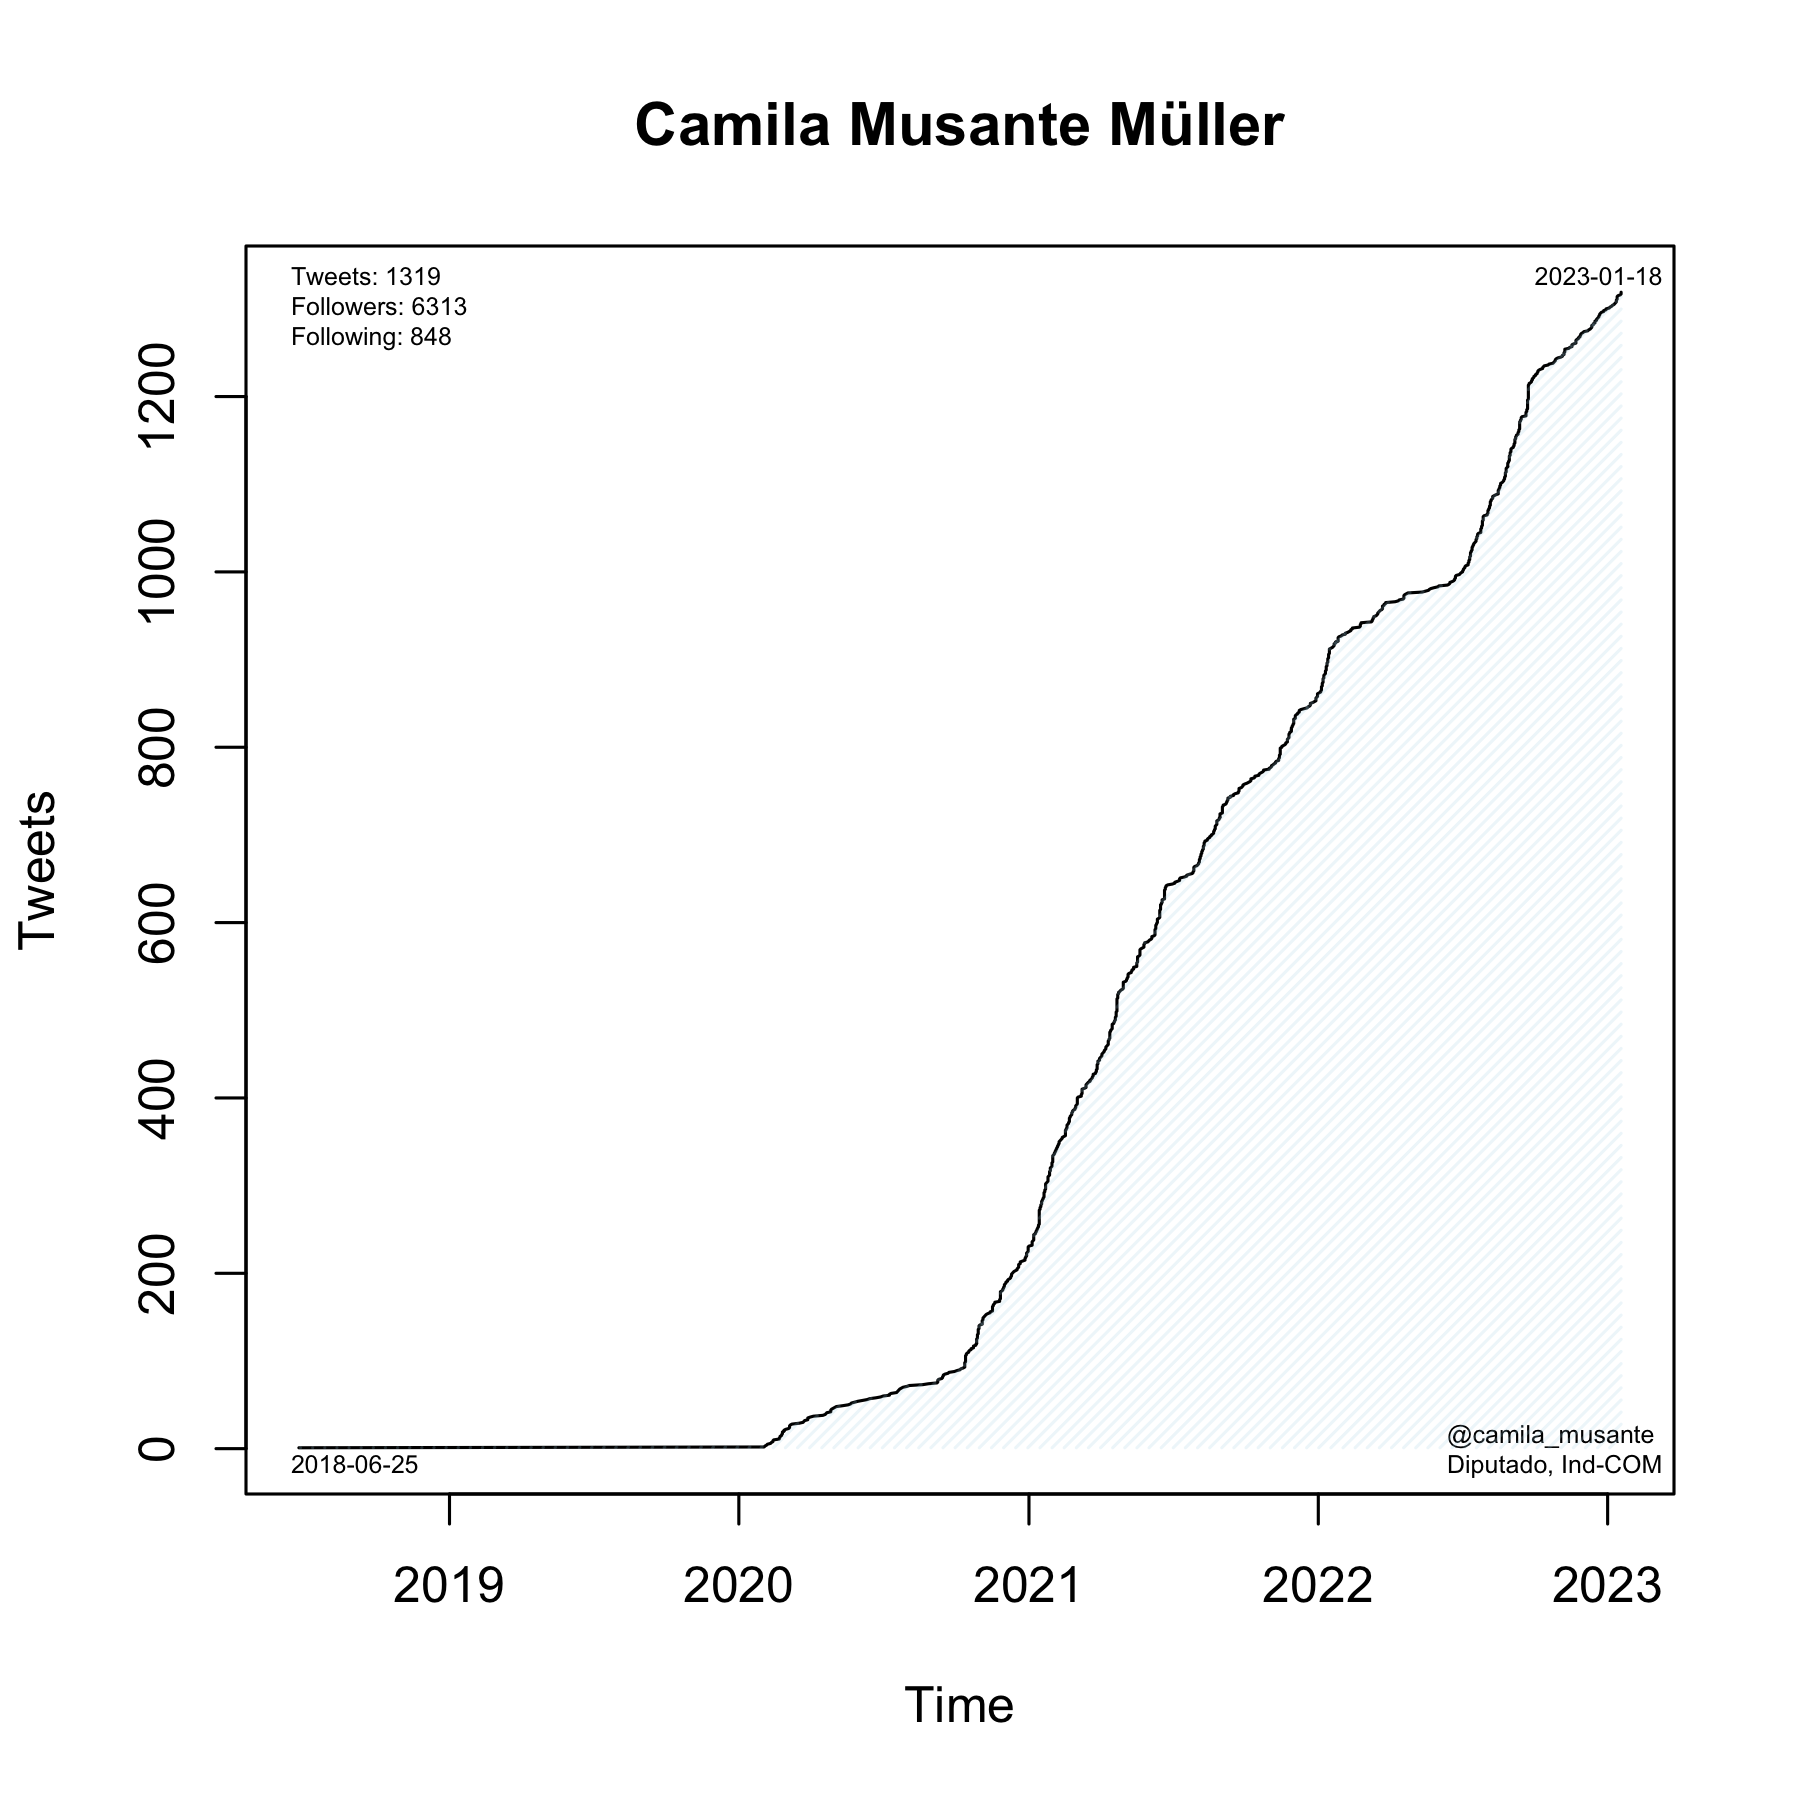 Camila Musante Müller
Tweets: 1319
Followers: 6313
Following: 848
2023-01-18
1200
1000
800
600
400
200
0
Tweets
2018-06-25
@camila_musante
Diputado, Ind-COM
2019
2020
2021
2022
2023
Time